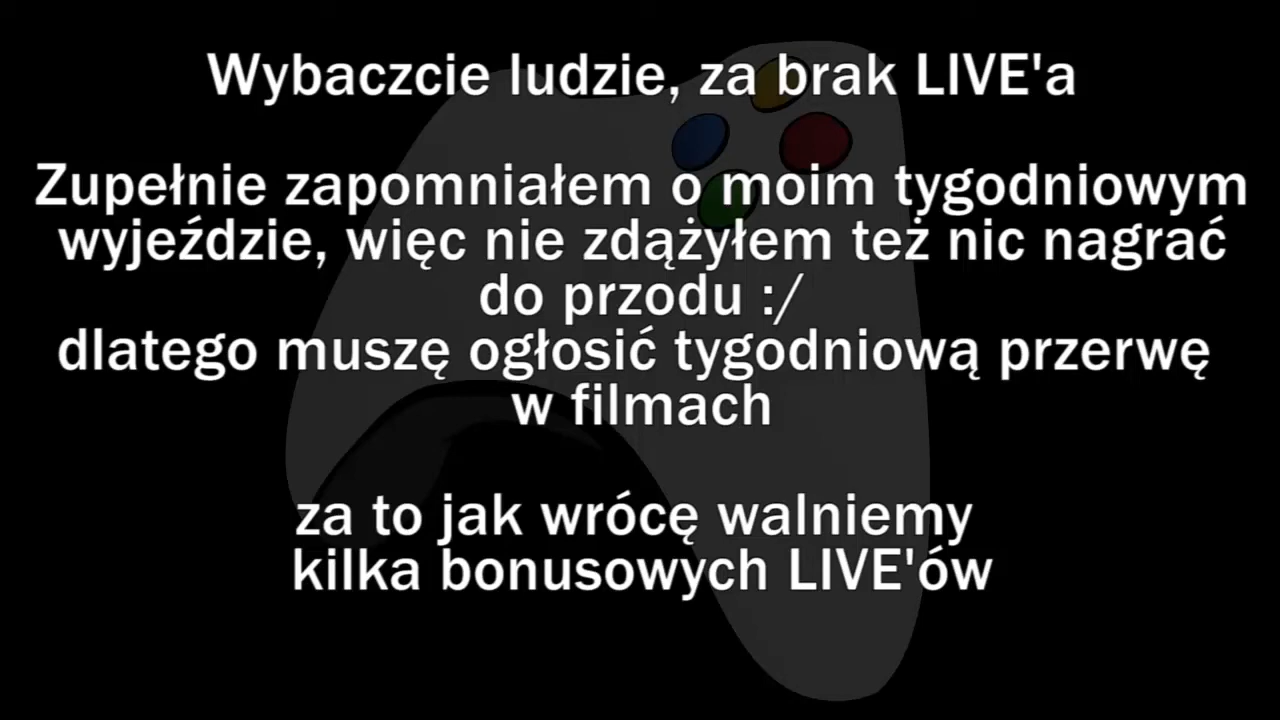 Wybaczcie ludzie, za brak LIVE'a
Zupełnie zapomniałem o moim tygodniowym
wyjeździe, więc nie zdążyłem też nic nagrać
do przodu :/
dlatego muszę ogłosić tygodniową przerwę
w filmach
za to jak wrócę walniemy
kilka bonusowych LIVE'ów